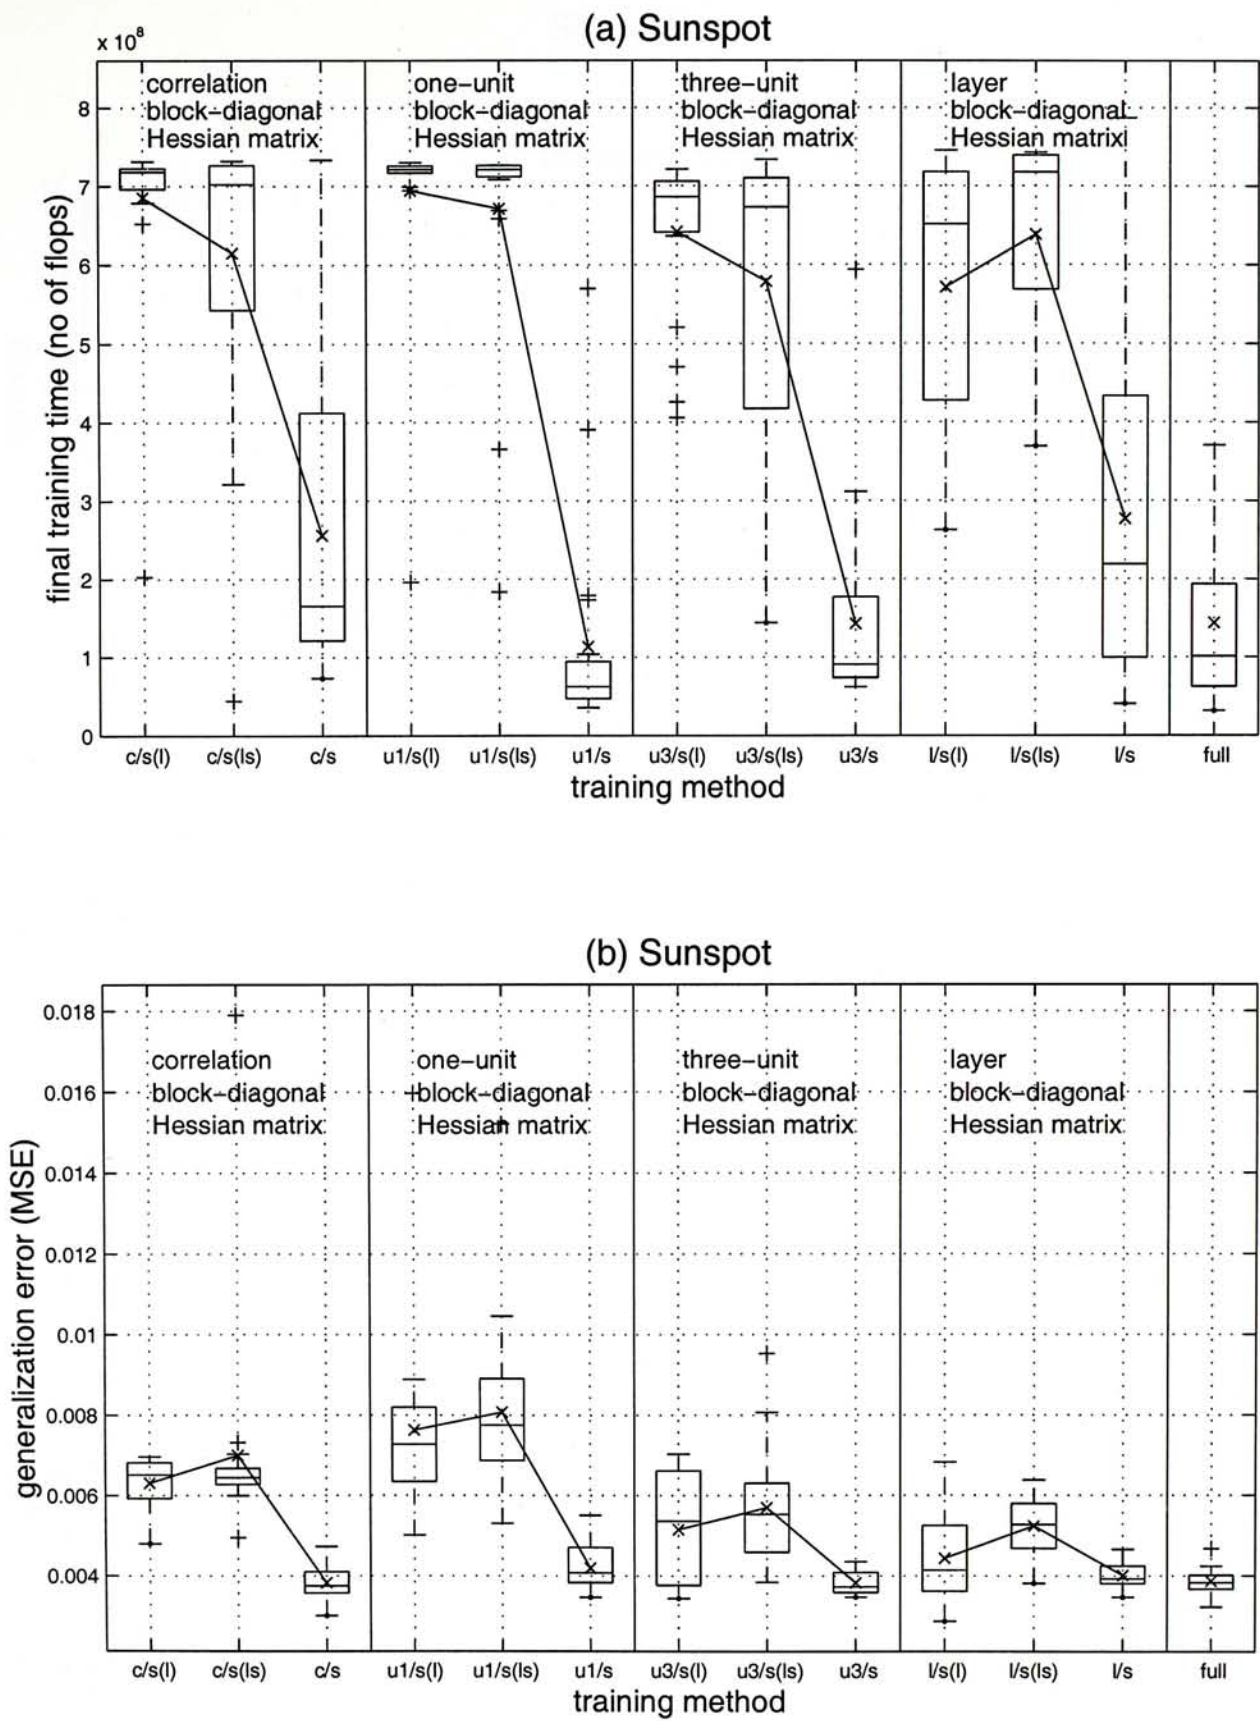 (a) Sunspot
x 10⁸
correlation
block-diagonal
Hessian matrix
one-unit
block-diagonal
Hessian matrix
three-unit
block-diagonal
Hessian matrix
layer
block-diagonal
Hessian matrix
8
7
6
5
4
3
2
1
0
final training time (no of flops)
c/s(l) c/s(ls) c/s u1/s(l) u1/s(ls) u1/s u3/s(l) u3/s(ls) u3/s l/s(l) l/s(ls) l/s full
training method
(b) Sunspot
0.018
0.016
0.014
0.012
0.01
0.008
0.006
0.004
generalization error (MSE)
correlation
block-diagonal
Hessian matrix
one-unit
block-diagonal
Hessian matrix
three-unit
block-diagonal
Hessian matrix
layer
block-diagonal
Hessian matrix
c/s(l) c/s(ls) c/s u1/s(l) u1/s(ls) u1/s u3/s(l) u3/s(ls) u3/s l/s(l) l/s(ls) l/s full
training method